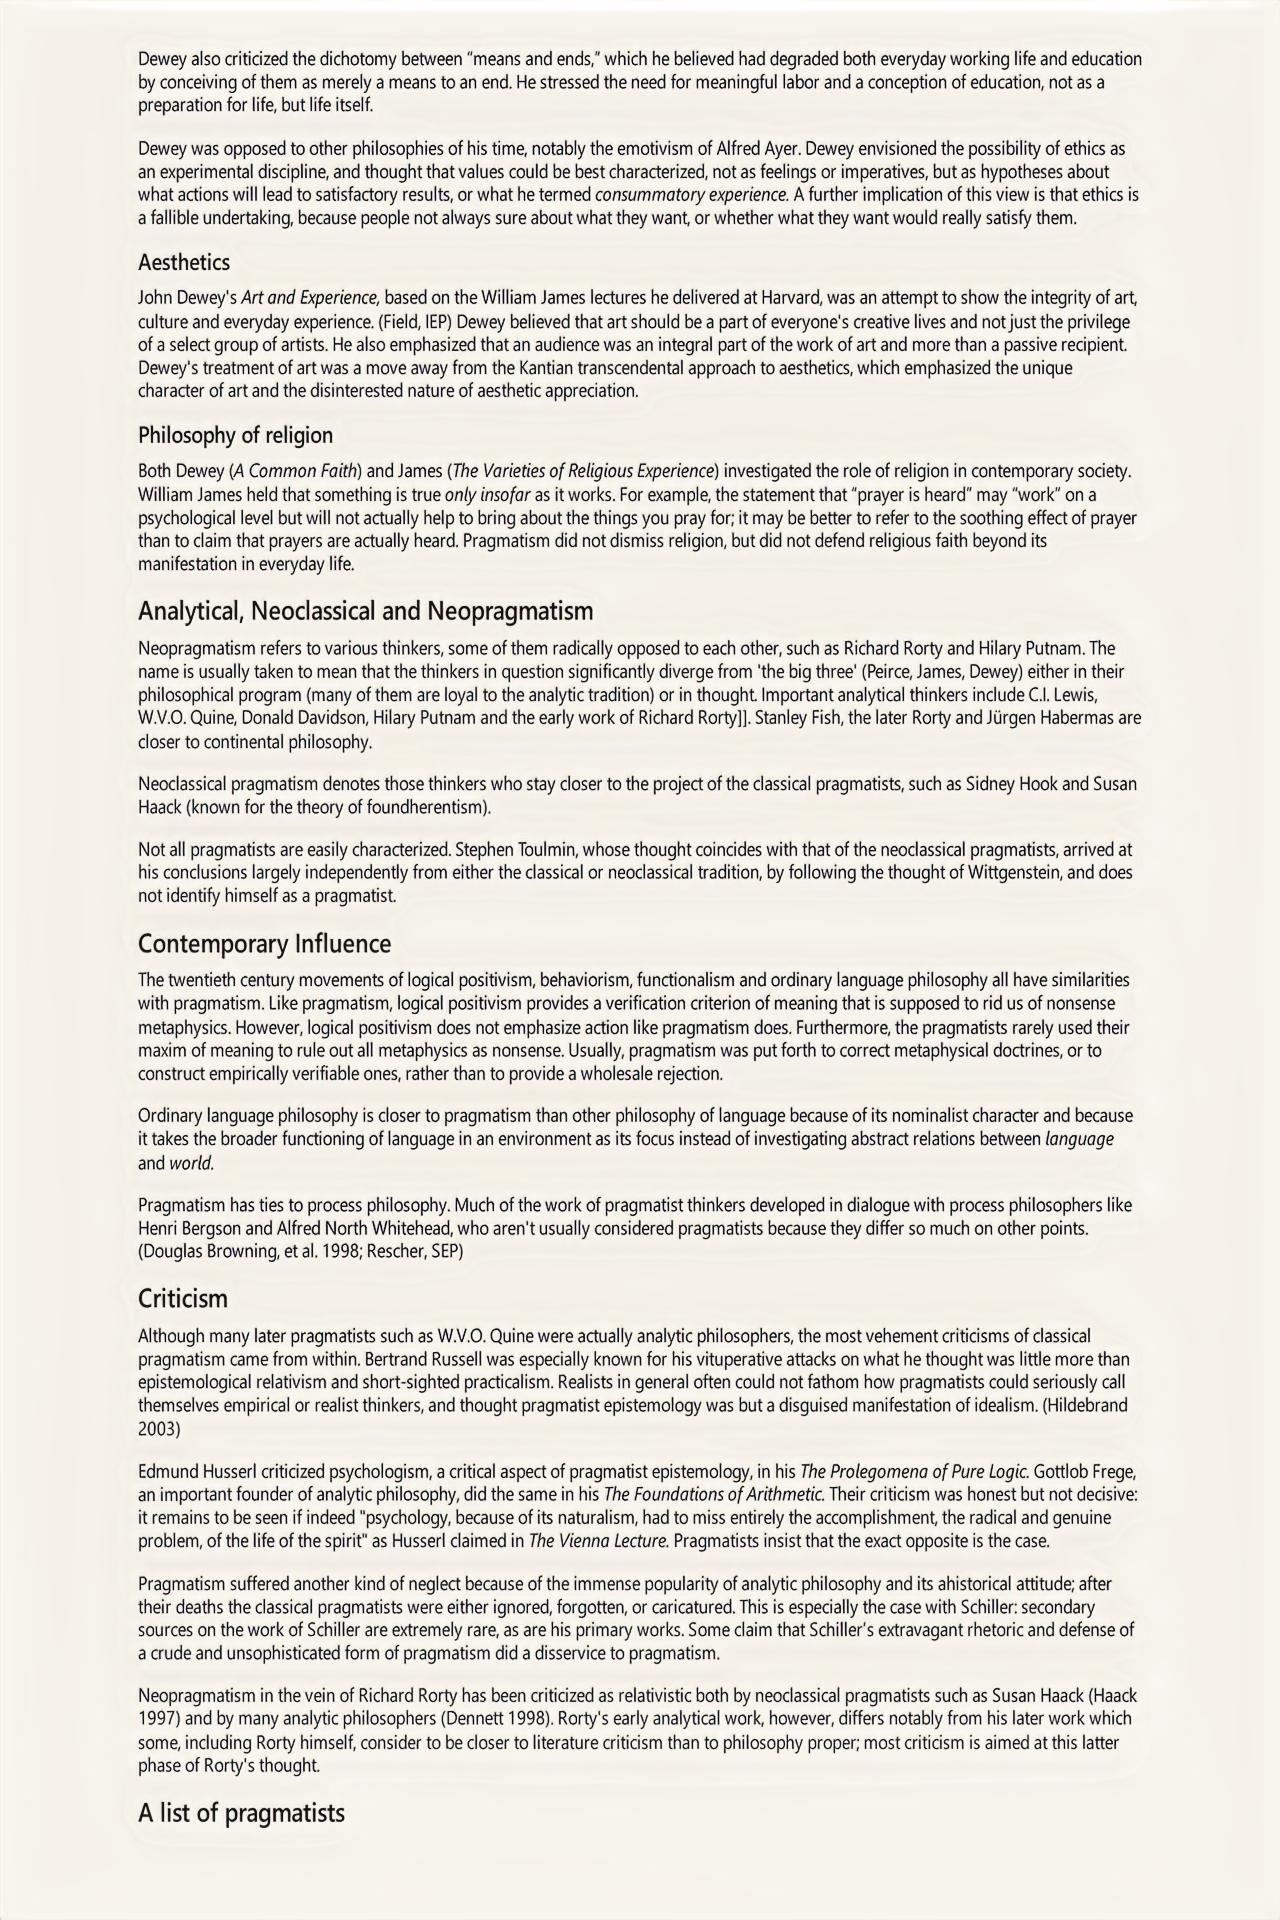 Dewey also criticized the dichotomy between “means and ends,” which he believed had degraded both everyday working life and education
by conceiving of them as merely a means to an end. He stressed the need for meaningful labor and a conception of education, not as a
preparation for life, but life itself.
Dewey was opposed to other philosophies of his time, notably the emotivism of Alfred Ayer. Dewey envisioned the possibility of ethics as
an experimental discipline, and thought that values could be best characterized, not as feelings or imperatives, but as hypotheses about
what actions will lead to satisfactory results, or what he termed consummatory experience. A further implication of this view is that ethics is
a fallible undertaking, because people not always sure about what they want, or whether what they want would really satisfy them.
Aesthetics
John Dewey's Art and Experience, based on the William James lectures he delivered at Harvard, was an attempt to show the integrity of art,
culture and everyday experience. (Field, IEP) Dewey believed that art should be a part of everyone's creative lives and not just the privilege
of a select group of artists. He also emphasized that an audience was an integral part of the work of art and more than a passive recipient.
Dewey's treatment of art was a move away from the Kantian transcendental approach to aesthetics, which emphasized the unique
character of art and the disinterested nature of aesthetic appreciation.
Philosophy of religion
Both Dewey (A Common Faith) and James (The Varieties of Religious Experience) investigated the role of religion in contemporary society.
William James held that something is true only insofar as it works. For example, the statement that “prayer is heard” may “work” on a
psychological level but will not actually help to bring about the things you pray for; it may be better to refer to the soothing effect of prayer
than to claim that prayers are actually heard. Pragmatism did not dismiss religion, but did not defend religious faith beyond its
manifestation in everyday life.
Analytical, Neoclassical and Neopragmatism
Neopragmatism refers to various thinkers, some of them radically opposed to each other, such as Richard Rorty and Hilary Putnam. The
name is usually taken to mean that the thinkers in question significantly diverge from 'the big three' (Peirce, James, Dewey) either in their
philosophical program (many of them are loyal to the analytic tradition) or in thought. Important analytical thinkers include C.I. Lewis,
W.V.O. Quine, Donald Davidson, Hilary Putnam and the early work of Richard Rorty]]. Stanley Fish, the later Rorty and Jürgen Habermas are
closer to continental philosophy.
Neoclassical pragmatism denotes those thinkers who stay closer to the project of the classical pragmatists, such as Sidney Hook and Susan
Haack (known for the theory of foundherentism).
Not all pragmatists are easily characterized. Stephen Toulmin, whose thought coincides with that of the neoclassical pragmatists, arrived at
his conclusions largely independently from either the classical or neoclassical tradition, by following the thought of Wittgenstein, and does
not identify himself as a pragmatist.
Contemporary Influence
The twentieth century movements of logical positivism, behaviorism, functionalism and ordinary language philosophy all have similarities
with pragmatism. Like pragmatism, logical positivism provides a verification criterion of meaning that is supposed to rid us of nonsense
metaphysics. However, logical positivism does not emphasize action like pragmatism does. Furthermore, the pragmatists rarely used their
maxim of meaning to rule out all metaphysics as nonsense. Usually, pragmatism was put forth to correct metaphysical doctrines, or to
construct empirically verifiable ones, rather than to provide a wholesale rejection.
Ordinary language philosophy is closer to pragmatism than other philosophy of language because of its nominalist character and because
it takes the broader functioning of language in an environment as its focus instead of investigating abstract relations between language
and world.
Pragmatism has ties to process philosophy. Much of the work of pragmatist thinkers developed in dialogue with process philosophers like
Henri Bergson and Alfred North Whitehead, who aren't usually considered pragmatists because they differ so much on other points.
(Douglas Browning, et al. 1998; Rescher, SEP)
Criticism
Although many later pragmatists such as W.V.O. Quine were actually analytic philosophers, the most vehement criticisms of classical
pragmatism came from within. Bertrand Russell was especially known for his vituperative attacks on what he thought was little more than
epistemological relativism and short-sighted practicalism. Realists in general often could not fathom how pragmatists could seriously call
themselves empirical or realist thinkers, and thought pragmatist epistemology was but a disguised manifestation of idealism. (Hildebrand
2003)
Edmund Husserl criticized psychologism, a critical aspect of pragmatist epistemology, in his The Prolegomena of Pure Logic. Gottlob Frege,
an important founder of analytic philosophy, did the same in his The Foundations of Arithmetic. Their criticism was honest but not decisive:
it remains to be seen if indeed "psychology, because of its naturalism, had to miss entirely the accomplishment, the radical and genuine
problem, of the life of the spirit" as Husserl claimed in The Vienna Lecture. Pragmatists insist that the exact opposite is the case.
Pragmatism suffered another kind of neglect because of the immense popularity of analytic philosophy and its ahistorical attitude; after
their deaths the classical pragmatists were either ignored, forgotten, or caricatured. This is especially the case with Schiller: secondary
sources on the work of Schiller are extremely rare, as are his primary works. Some claim that Schiller's extravagant rhetoric and defense of
a crude and unsophisticated form of pragmatism did a disservice to pragmatism.
Neopragmatism in the vein of Richard Rorty has been criticized as relativistic both by neoclassical pragmatists such as Susan Haack (Haack
1997) and by many analytic philosophers (Dennett 1998). Rorty's early analytical work, however, differs notably from his later work which
some, including Rorty himself, consider to be closer to literature criticism than to philosophy proper; most criticism is aimed at this latter
phase of Rorty's thought.
A list of pragmatists